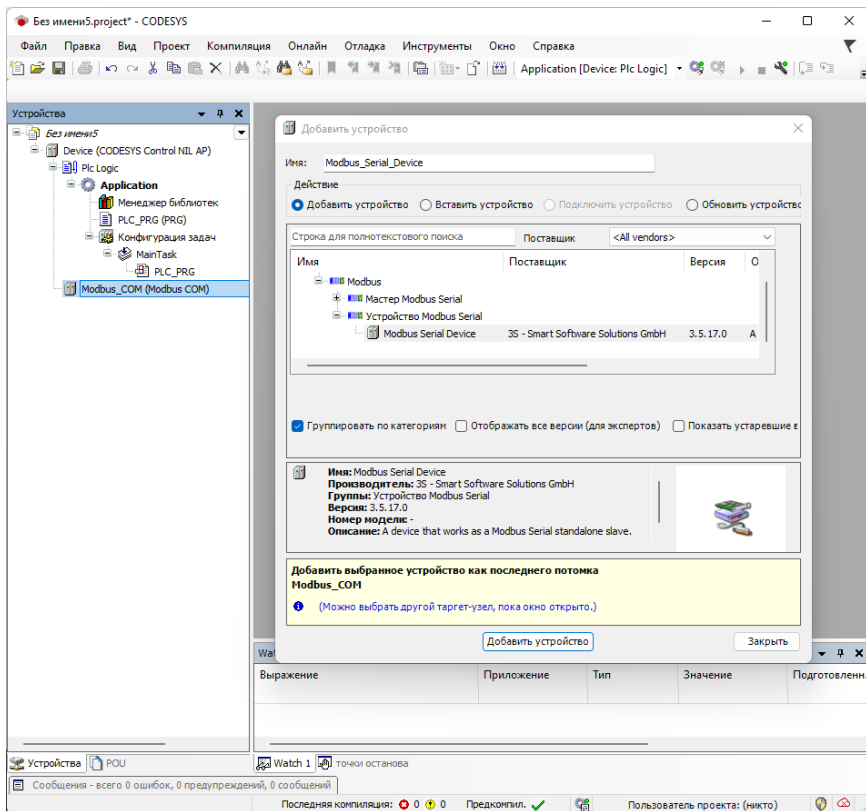 Без имени5.project* - CODESYS
Файл Правка Вид Проект Компиляция Онлайн Отладка Инструменты Окно Справка
Application [Device: Plc Logic]
Устройства
Без имени5
Device (CODESYS Control NIL AP)
Plc Logic
Application
Менеджер библиотек
PLC_PRG (PRG)
Конфигурация задач
MainTask
PLC_PRG
Modbus_COM (Modbus COM)
Добавить устройство
Имя: Modbus_Serial_Device
Действие
Добавить устройство Вставить устройство Подключить устройство Обновить устройство
Строка для полнотекстового поиска Поставщик <All vendors>
Имя Поставщик Версия О
Modbus
Мастер Modbus Serial
Устройство Modbus Serial
Modbus Serial Device 3S - Smart Software Solutions GmbH 3.5.17.0 A
Группировать по категориям Отображать все версии (для экспертов) Показать устаревшие в
Имя: Modbus Serial Device
Производитель: 3S - Smart Software Solutions GmbH
Группы: Устройство Modbus Serial
Версия: 3.5.17.0
Номер модели: -
Описание: A device that works as a Modbus Serial standalone slave.
Добавить выбранное устройство как последнего потомка
Modbus_COM
(Можно выбрать другой таргет-узел, пока окно открыто.)
Добавить устройство Закрыть
Wat
Выражение Приложение Тип Значение Подготовленн
Устройства POU Watch 1 точки останова
Сообщения - всего 0 ошибок, 0 предупреждений, 0 сообщений
Последняя компиляция: 0 0 Предкомпил. Пользователь проекта: (никто)